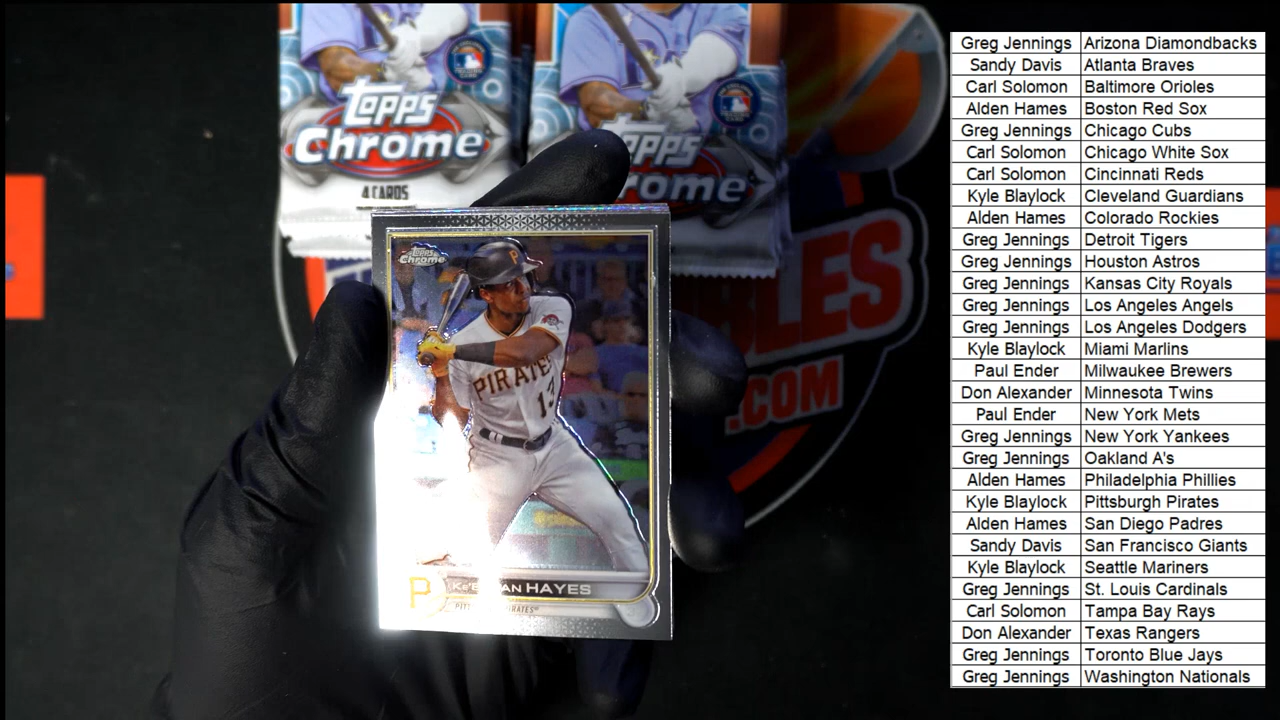 Topps
Chrome
4 CARDS
Topps
Chrome
P
PIRATES
13
HAYES
P
BLES
.COM
Greg Jennings Arizona Diamondbacks
Sandy Davis Atlanta Braves
Carl Solomon Baltimore Orioles
Alden Hames Boston Red Sox
Greg Jennings Chicago Cubs
Carl Solomon Chicago White Sox
Carl Solomon Cincinnati Reds
Kyle Blaylock Cleveland Guardians
Alden Hames Colorado Rockies
Greg Jennings Detroit Tigers
Greg Jennings Houston Astros
Greg Jennings Kansas City Royals
Greg Jennings Los Angeles Angels
Greg Jennings Los Angeles Dodgers
Kyle Blaylock Miami Marlins
Paul Ender Milwaukee Brewers
Don Alexander Minnesota Twins
Paul Ender New York Mets
Greg Jennings New York Yankees
Greg Jennings Oakland A's
Alden Hames Philadelphia Phillies
Kyle Blaylock Pittsburgh Pirates
Alden Hames San Diego Padres
Sandy Davis San Francisco Giants
Kyle Blaylock Seattle Mariners
Greg Jennings St. Louis Cardinals
Carl Solomon Tampa Bay Rays
Don Alexander Texas Rangers
Greg Jennings Toronto Blue Jays
Greg Jennings Washington Nationals